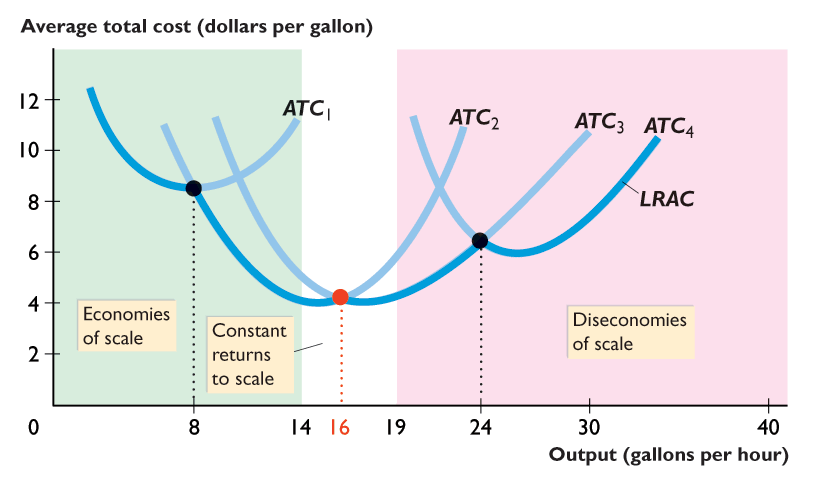 Average total cost (dollars per gallon)
12
10
8
6
4
2
0
ATC1
ATC2
ATC3
ATC4
LRAC
Economies
of scale
Constant
returns
to scale
Diseconomies
of scale
8
14
16
19
24
30
40
Output (gallons per hour)